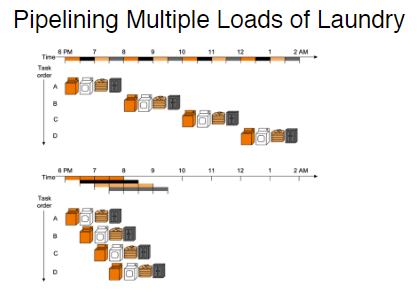 Pipelining Multiple Loads of Laundry
6 PM 7 8 9 10 11 12 1 2 AM
Time
Task
order
A
B
C
D
6 PM 7 8 9 10 11 12 1 2 AM
Time
Task
order
A
B
C
D